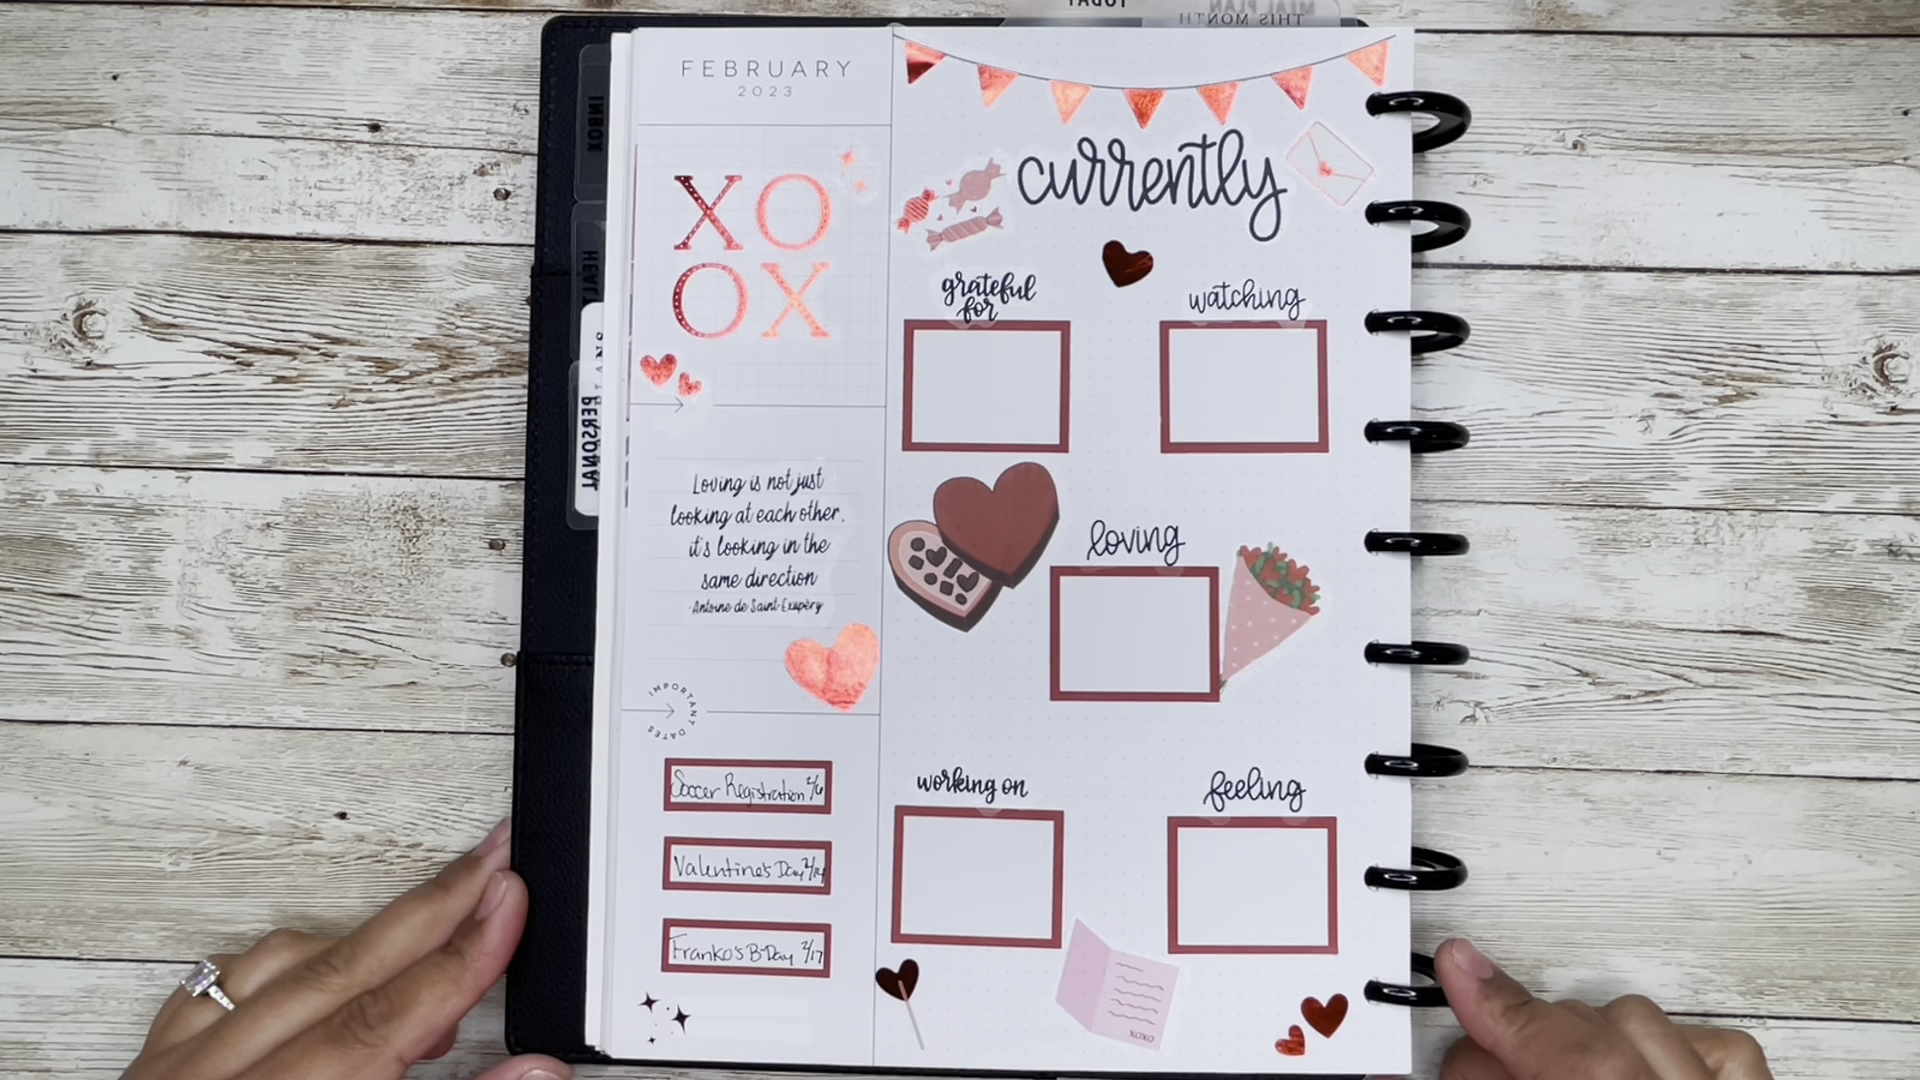 TODAY
MEAL PLAN
THIS MONTH
INBOX
PERSONAL
FEBRUARY
2023
XO
OX
Loving is not just
looking at each other.
it's looking in the
same direction
-Antoine de Saint-Exupéry
IMPORTANT DATES
Soccer Registration 2/6
Valentine's Day 2/14
Franko's B-Day 2/17
currently
grateful
for
watching
loving
working on
feeling
XOXO